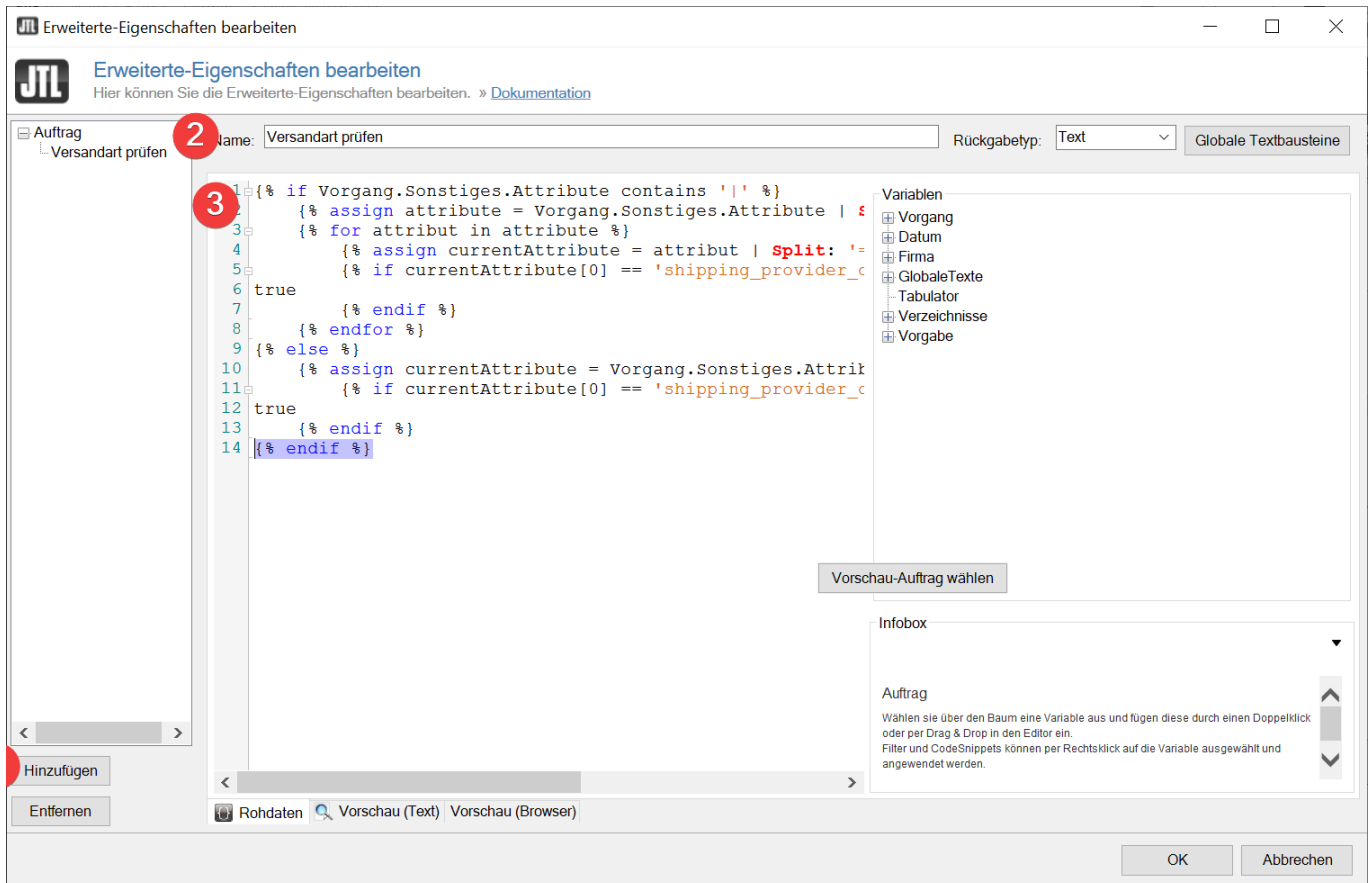 JTL Erweiterte-Eigenschaften bearbeiten
JTL
Erweiterte-Eigenschaften bearbeiten
Hier können Sie die Erweiterte-Eigenschaften bearbeiten. » Dokumentation
Auftrag
Versandart prüfen
2
Name: Versandart prüfen
Rückgabetyp: Text
Globale Textbausteine
3
1 {% if Vorgang.Sonstiges.Attribute contains '|' %}
{% assign attribute = Vorgang.Sonstiges.Attribute | S
3 {% for attribut in attribute %}
4 {% assign currentAttribute = attribut | Split: '=
5 {% if currentAttribute[0] == 'shipping_provider_c
6 true
7 {% endif %}
8 {% endfor %}
9 {% else %}
10 {% assign currentAttribute = Vorgang.Sonstiges.Attrib
11 {% if currentAttribute[0] == 'shipping_provider_c
12 true
13 {% endif %}
14 {% endif %}
Variablen
Vorgang
Datum
Firma
GlobaleTexte
Tabulator
Verzeichnisse
Vorgabe
Vorschau-Auftrag wählen
Infobox
Auftrag
Wählen sie über den Baum eine Variable aus und fügen diese durch einen Doppelklick
oder per Drag & Drop in den Editor ein.
Filter und CodeSnippets können per Rechtsklick auf die Variable ausgewählt und
angewendet werden.
Hinzufügen
Entfernen
Rohdaten
Vorschau (Text)
Vorschau (Browser)
OK
Abbrechen